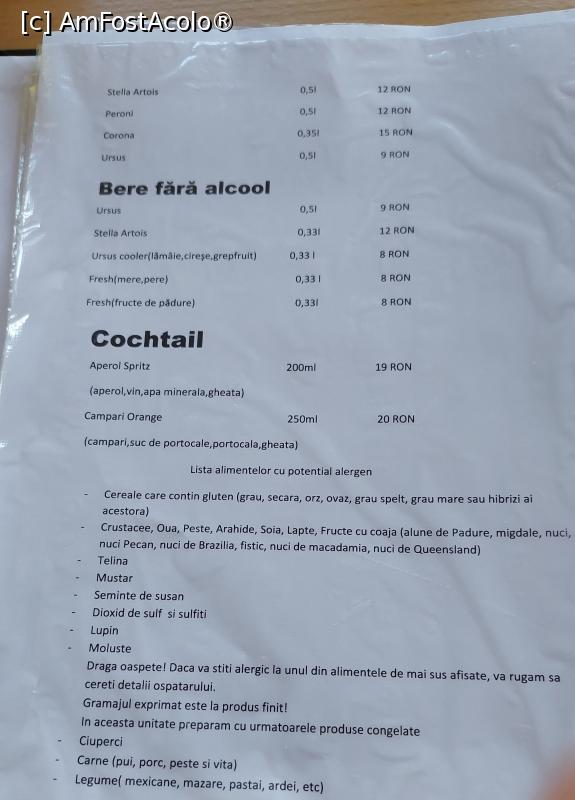 [c] AmFostAcolo®
Stella Artois 0,5l 12 RON
Peroni 0,5l 12 RON
Corona 0,35l 15 RON
Ursus 0,5l 9 RON
Bere fără alcool
Ursus 0,5l 9 RON
Stella Artois 0,33l 12 RON
Ursus cooler(lămâie,cireșe,grepfruit) 0,33 l 8 RON
Fresh(mere,pere) 0,33 l 8 RON
Fresh(fructe de pădure) 0,33l 8 RON
Cochtail
Aperol Spritz 200ml 19 RON
(aperol,vin,apa minerala,gheata)
Campari Orange 250ml 20 RON
(campari,suc de portocale,portocala,gheata)
Lista alimentelor cu potential alergen
- Cereale care contin gluten (grau, secara, orz, ovaz, grau spelt, grau mare sau hibrizi ai
acestora)
- Crustacee, Oua, Peste, Arahide, Soia, Lapte, Fructe cu coaja (alune de Padure, migdale, nuci,
nuci Pecan, nuci de Brazilia, fistic, nuci de macadamia, nuci de Queensland)
- Telina
- Mustar
- Seminte de susan
- Dioxid de sulf si sulfiti
- Lupin
- Moluste
Draga oaspete! Daca va stiti alergic la unul din alimentele de mai sus afisate, va rugam sa
cereti detalii ospatarului.
Gramajul exprimat este la produs finit!
In aceasta unitate preparam cu urmatoarele produse congelate
- Ciuperci
- Carne (pui, porc, peste si vita)
- Legume( mexicane, mazare, pastai, ardei, etc)